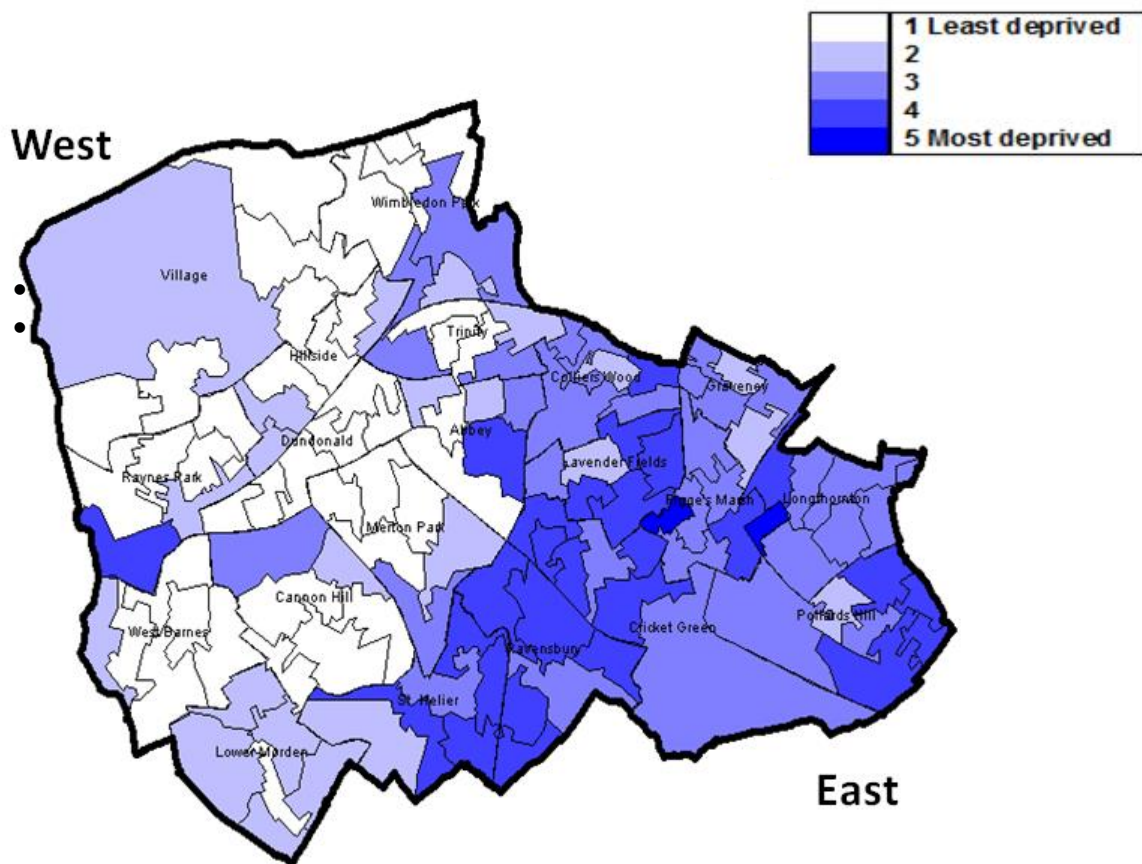 1 Least deprived
2
3
4
5 Most deprived
West
Wimbledon Park
Village
Trinity
Hillside
Colliers Wood
Graveney
Abbey
Dundonald
Lavender Fields
Raynes Park
Figge's Marsh
Longthornton
Merton Park
Cannon Hill
Pollards Hill
West Barnes
Cricket Green
Ravensbury
St. Helier
Lower Morden
East